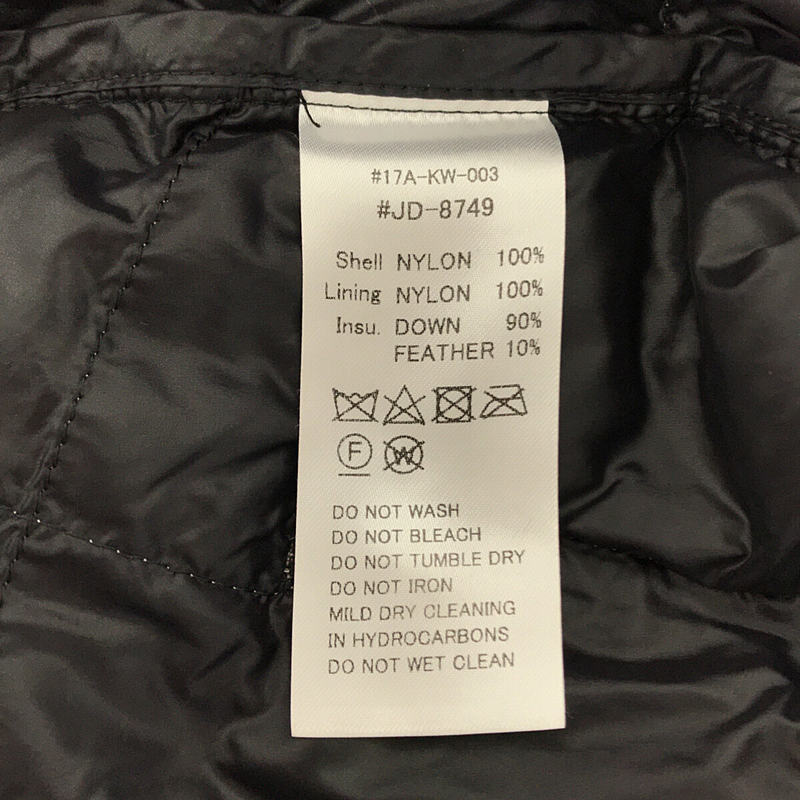 #17A-KW-003
#JD-8749
Shell NYLON 100%
Lining NYLON 100%
Insu. DOWN 90%
FEATHER 10%
F W
DO NOT WASH
DO NOT BLEACH
DO NOT TUMBLE DRY
DO NOT IRON
MILD DRY CLEANING
IN HYDROCARBONS
DO NOT WET CLEAN